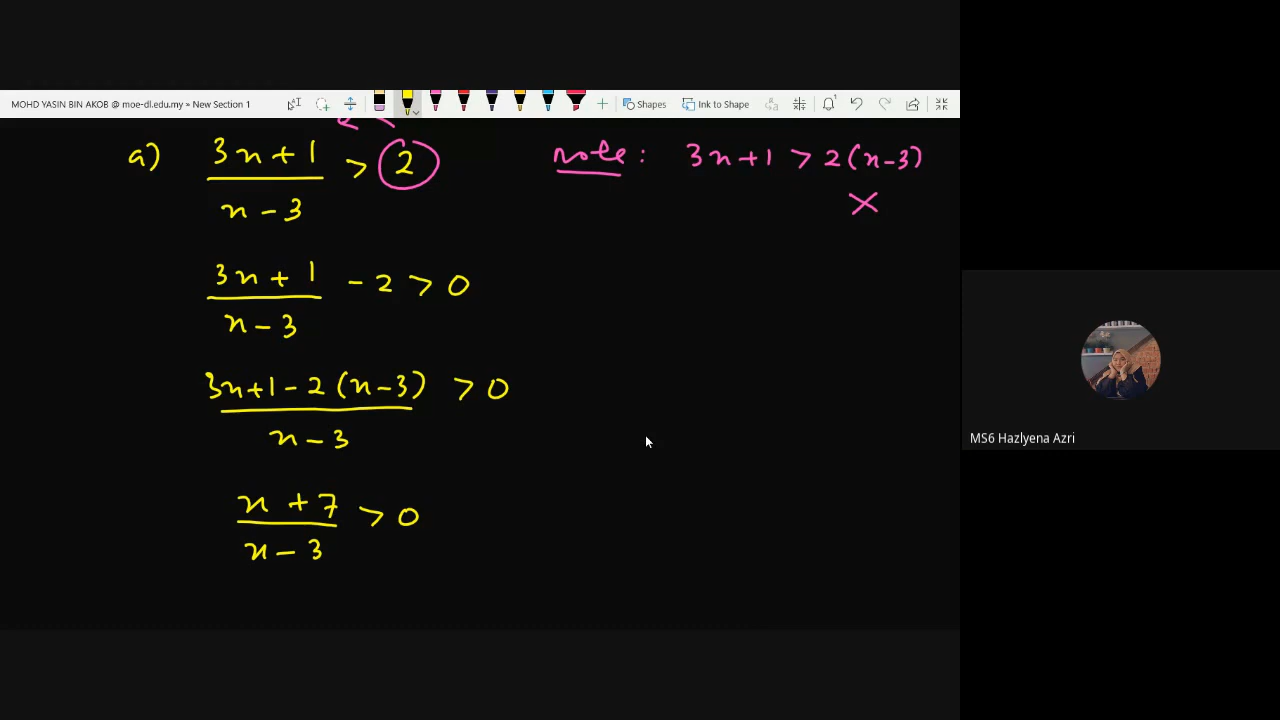 MOHD YASIN BIN AKOB @ moe-dl.edu.my » New Section 1
Shapes
Ink to Shape
a) 3x+1 / x-3 > 2
note: 3x+1 > 2(x-3)
×
3x+1 / x-3 - 2 > 0
3x+1-2(x-3) / x-3 > 0
x+7 / x-3 > 0
MS6 Hazlyena Azri